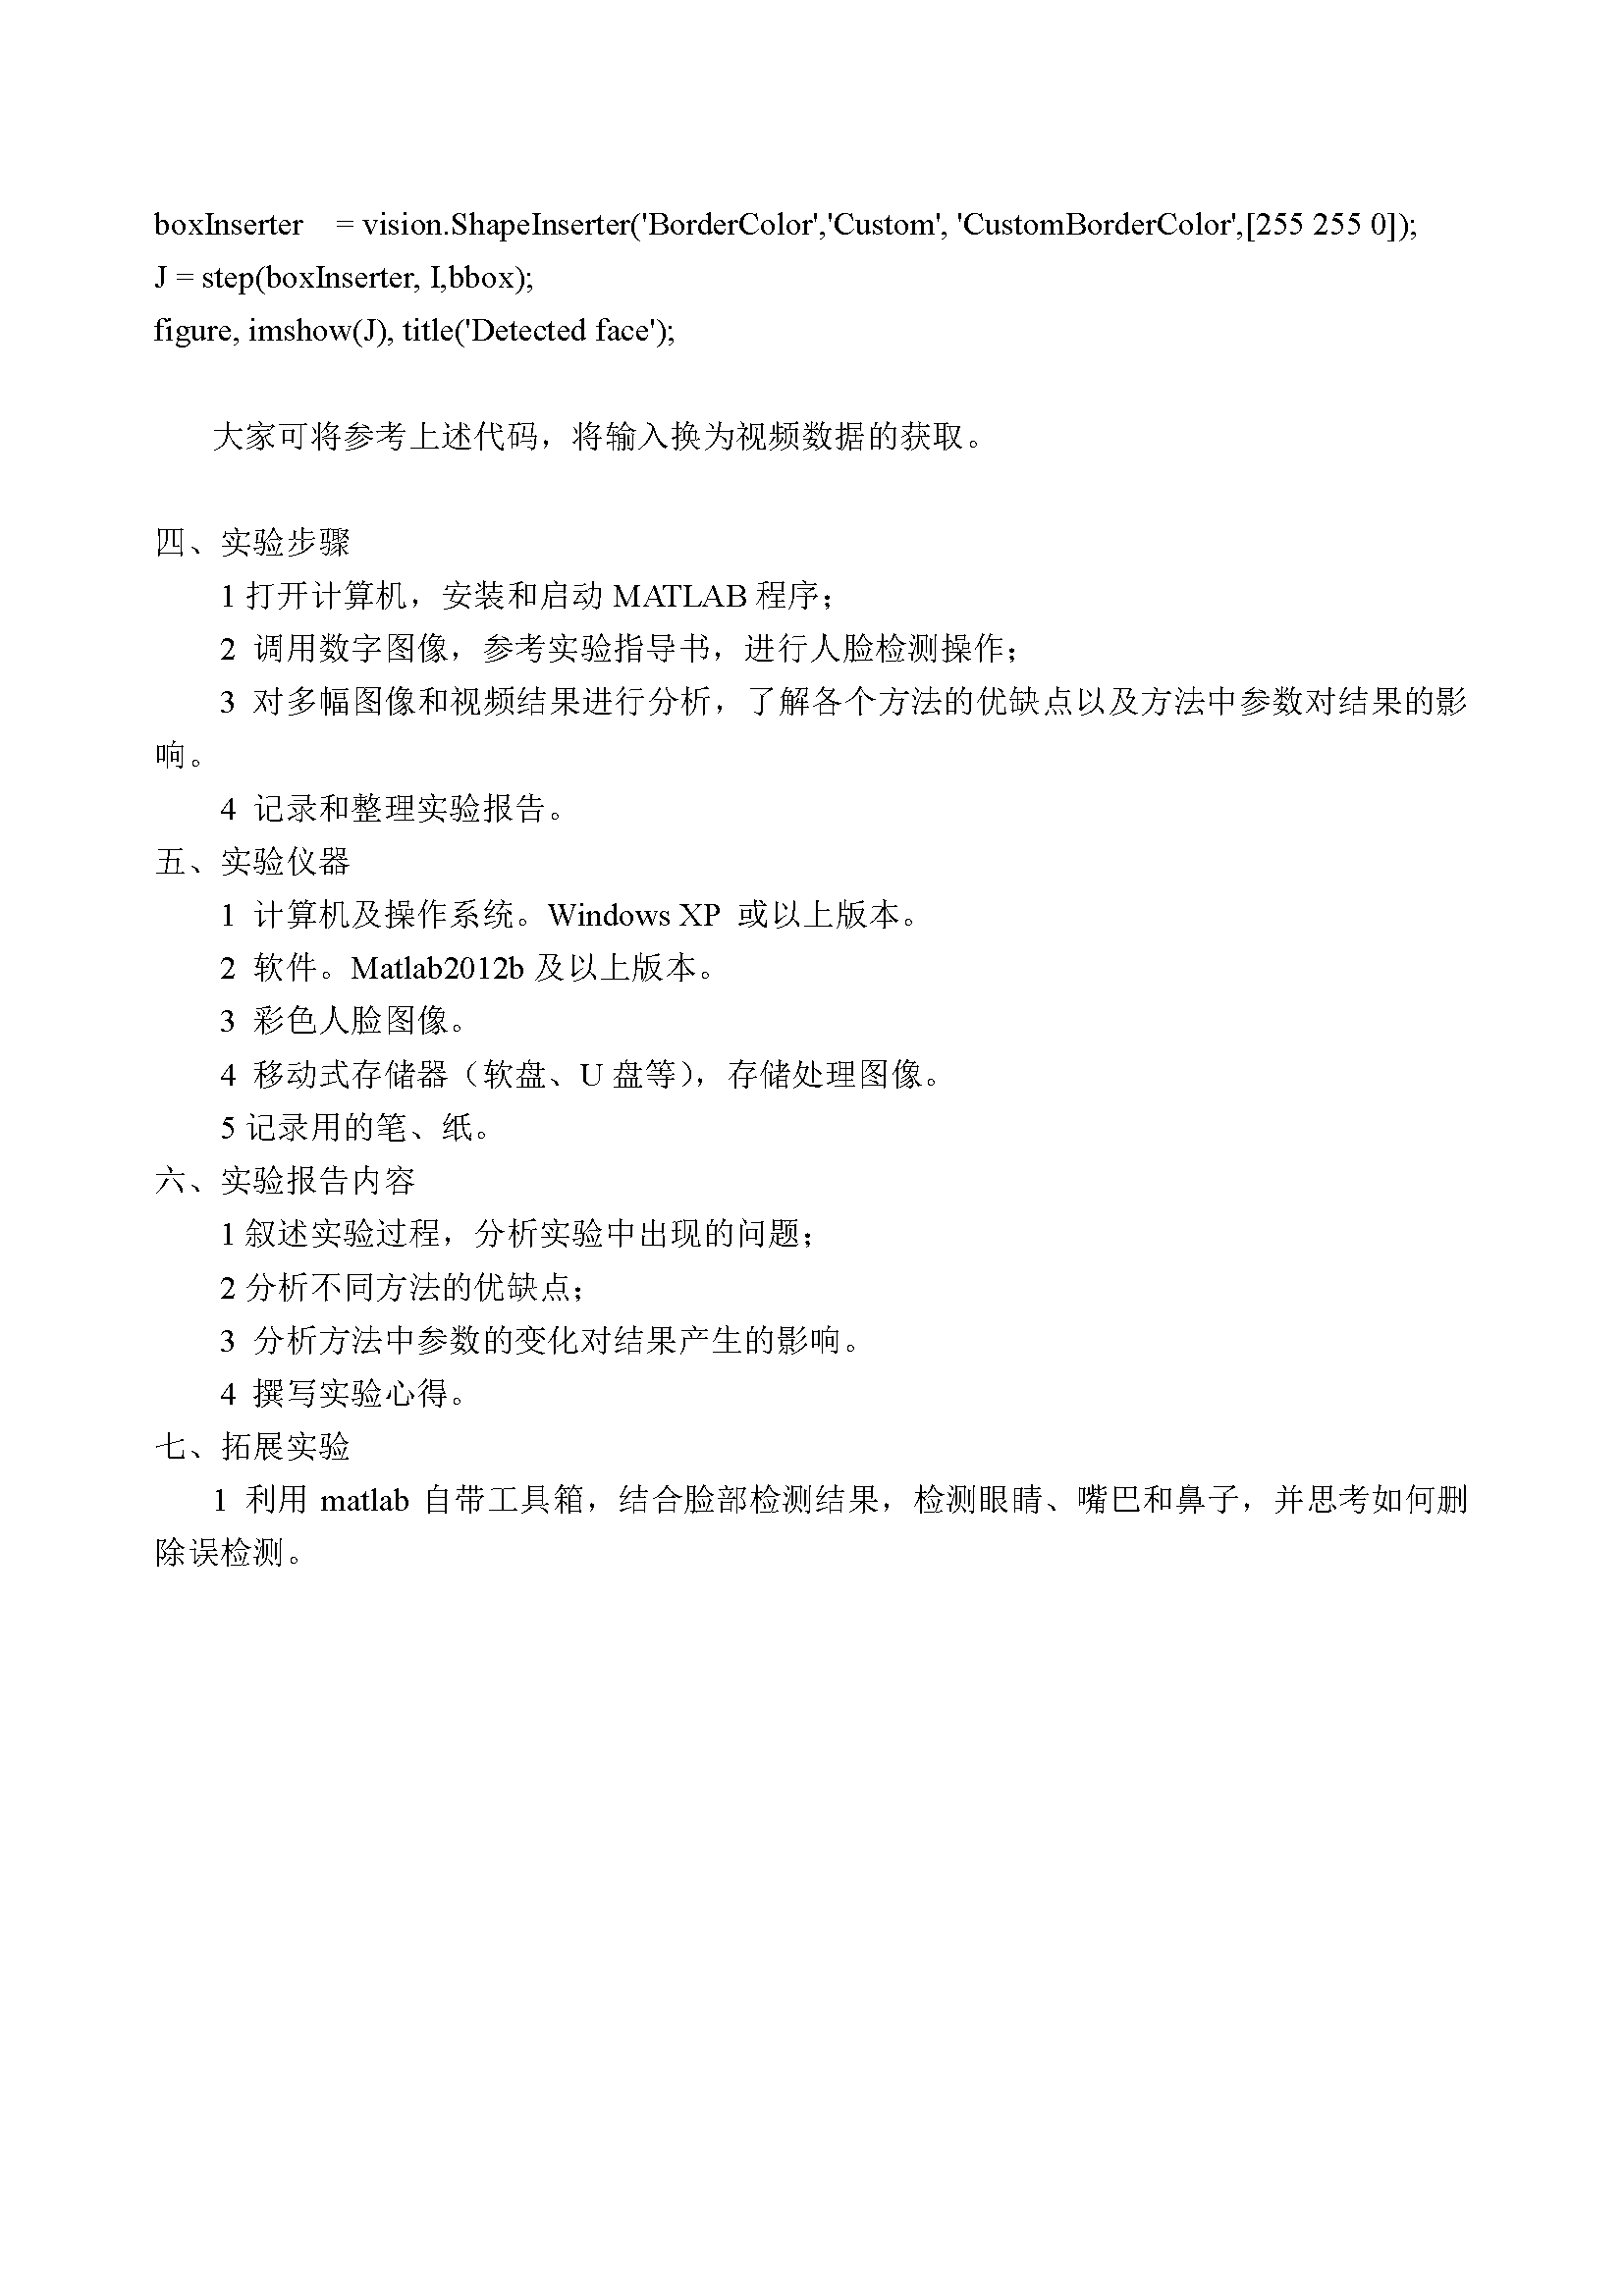 boxInserter = vision.ShapeInserter('BorderColor','Custom', 'CustomBorderColor',[255 255 0]);
J = step(boxInserter, I,bbox);
figure, imshow(J), title('Detected face');
大家可将参考上述代码，将输入换为视频数据的获取。
四、实验步骤
1 打开计算机，安装和启动 MATLAB 程序；
2 调用数字图像，参考实验指导书，进行人脸检测操作；
3 对多幅图像和视频结果进行分析，了解各个方法的优缺点以及方法中参数对结果的影
响。
4 记录和整理实验报告。
五、实验仪器
1 计算机及操作系统。Windows XP 或以上版本。
2 软件。Matlab2012b 及以上版本。
3 彩色人脸图像。
4 移动式存储器（软盘、U 盘等），存储处理图像。
5 记录用的笔、纸。
六、实验报告内容
1 叙述实验过程，分析实验中出现的问题；
2 分析不同方法的优缺点；
3 分析方法中参数的变化对结果产生的影响。
4 撰写实验心得。
七、拓展实验
1 利用 matlab 自带工具箱，结合脸部检测结果，检测眼睛、嘴巴和鼻子，并思考如何删
除误检测。